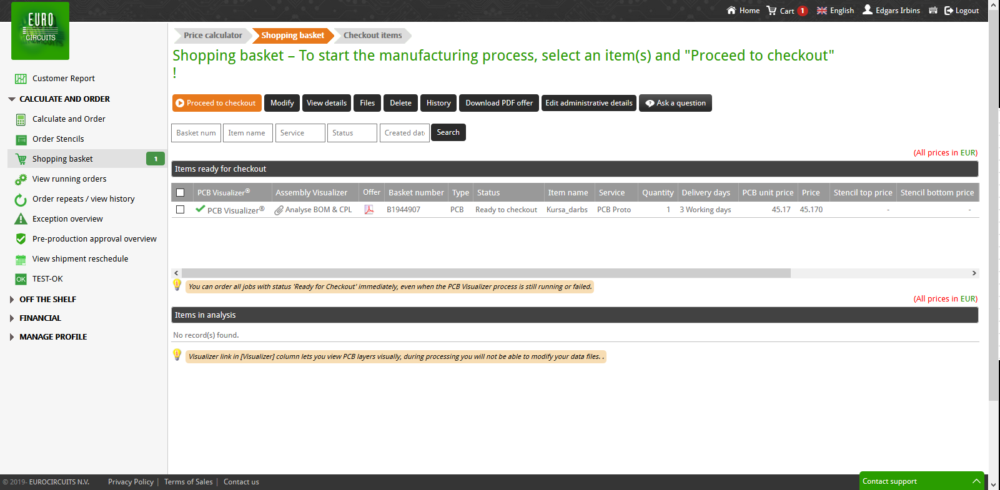 Home Cart 1 English Edgars Irbins Logout
EURO
CIRCUITS
Price calculator Shopping basket Checkout items
Shopping basket – To start the manufacturing process, select an item(s) and "Proceed to checkout"
!
Customer Report
CALCULATE AND ORDER
Calculate and Order
Order Stencils
Shopping basket 1
View running orders
Order repeats / view history
Exception overview
Pre-production approval overview
View shipment reschedule
OK TEST-OK
OFF THE SHELF
FINANCIAL
MANAGE PROFILE
Proceed to checkout Modify View details Files Delete History Download PDF offer Edit administrative details Ask a question
Basket num Item name Service Status Created dat Search
(All prices in EUR)
Items ready for checkout
PCB Visualizer® Assembly Visualizer Offer Basket number Type Status Item name Service Quantity Delivery days PCB unit price Price Stencil top price Stencil bottom price
PCB Visualizer® Analyse BOM & CPL B1944907 PCB Ready to checkout Kursa_darbs PCB Proto 1 3 Working days 45.17 45.170 - -
You can order all jobs with status 'Ready for Checkout' immediately, even when the PCB Visualizer process is still running or failed.
(All prices in EUR)
Items in analysis
No record(s) found.
Visualizer link in [Visualizer] column lets you view PCB layers visually, during processing you will not be able to modify your data files. .
© 2019- EUROCIRCUITS N.V. Privacy Policy | Terms of Sales | Contact us
Contact support